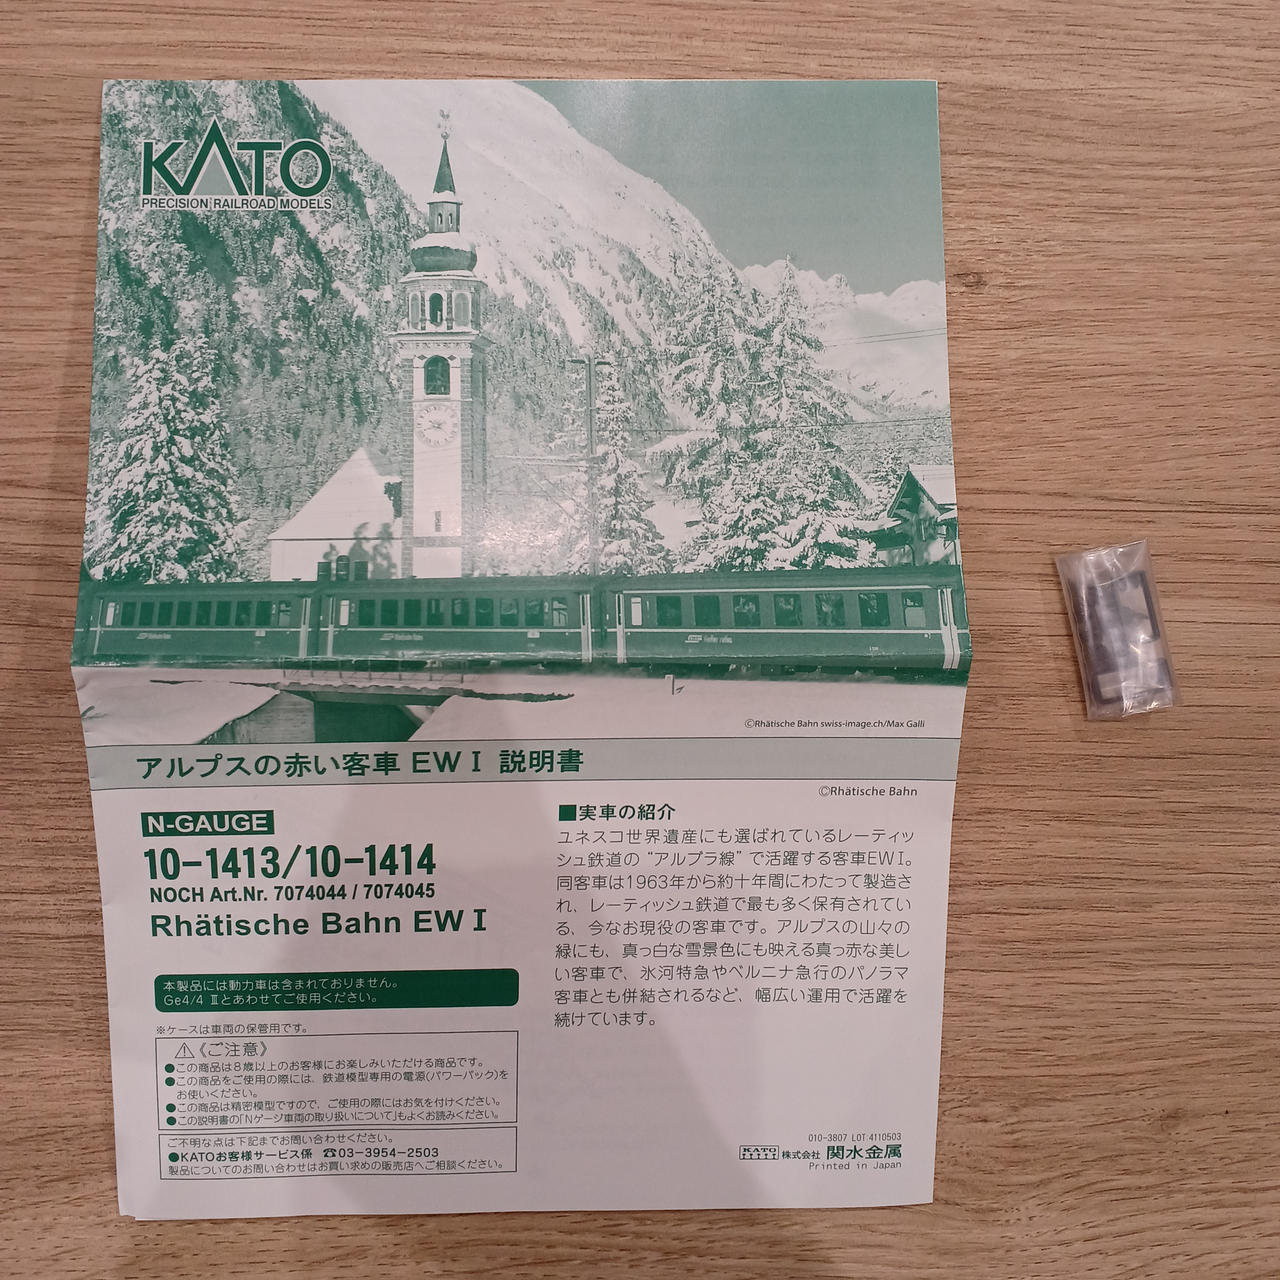 KATO
PRECISION RAILROAD MODELS
©Rhätische Bahn swiss-image.ch/Max Galli
アルプスの赤い客車 EWⅠ 説明書
©Rhätische Bahn
N-GAUGE
10-1413/10-1414
NOCH Art.Nr. 7074044 / 7074045
Rhätische Bahn EWⅠ
本製品には動力車は含まれておりません。
Ge4/4 Ⅲとあわせてご使用ください。
※ケースは車両の保管用です。
⚠《ご注意》
●この商品は8歳以上のお客様にお楽しみいただける商品です。
●この商品をご使用の際には、鉄道模型専用の電源(パワーパック)を
お使いください。
●この商品は精密模型ですので、ご使用の際にはお気を付けください。
●この説明書の「Nゲージ車両の取り扱いについて」もよくお読みください。
ご不明な点は下記までお問い合わせください。
●KATOお客様サービス係 ☎03-3954-2503
製品についてのお問い合わせはお買い求めの販売店へご相談ください。
■実車の紹介
ユネスコ世界遺産にも選ばれているレーティッ
シュ鉄道の“アルブラ線”で活躍する客車EWⅠ。
同客車は1963年から約十年間にわたって製造さ
れ、レーティッシュ鉄道で最も多く保有されてい
る、今なお現役の客車です。アルプスの山々の
緑にも、真っ白な雪景色にも映える真っ赤な美し
い客車で、氷河特急やベルニナ急行のパノラマ
客車とも併結されるなど、幅広い運用で活躍を
続けています。
010-3807 LOT:4110503
KATO 株式会社 関水金属
Printed in Japan